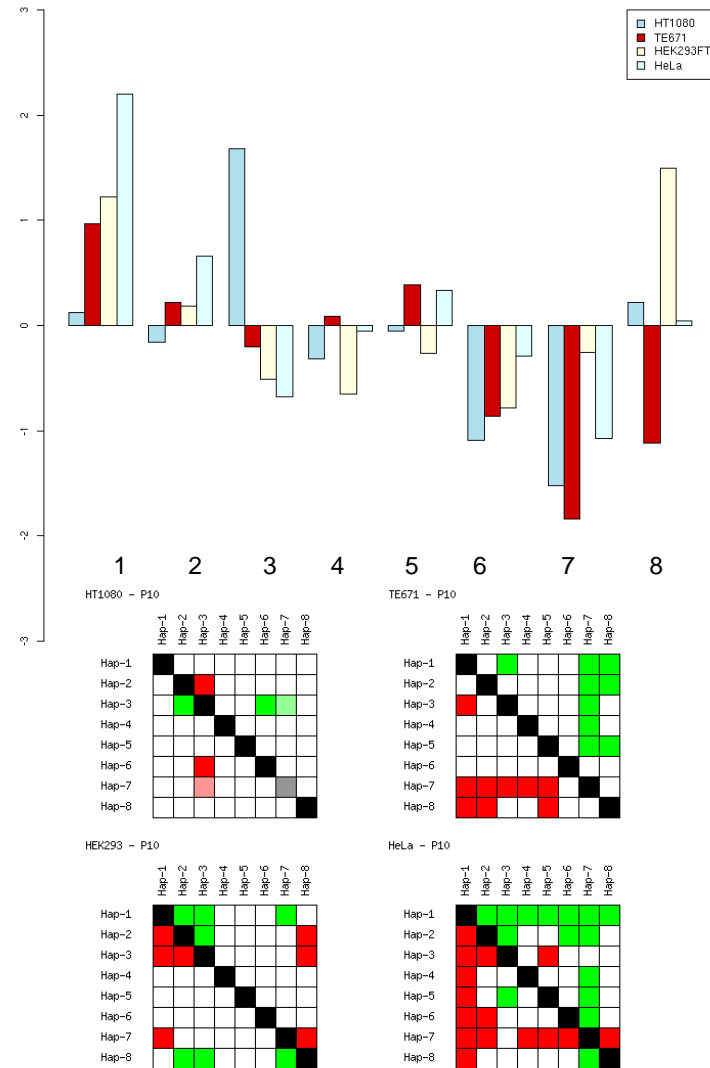 3
2
1
0
-1
-2
-3
HT1080
TE671
HEK293FT
HeLa
1 2 3 4 5 6 7 8
HT1080 - P10
Hap-1 Hap-2 Hap-3 Hap-4 Hap-5 Hap-6 Hap-7 Hap-8
Hap-1
Hap-2
Hap-3
Hap-4
Hap-5
Hap-6
Hap-7
Hap-8
TE671 - P10
Hap-1 Hap-2 Hap-3 Hap-4 Hap-5 Hap-6 Hap-7 Hap-8
Hap-1
Hap-2
Hap-3
Hap-4
Hap-5
Hap-6
Hap-7
Hap-8
HEK293 - P10
Hap-1 Hap-2 Hap-3 Hap-4 Hap-5 Hap-6 Hap-7 Hap-8
Hap-1
Hap-2
Hap-3
Hap-4
Hap-5
Hap-6
Hap-7
Hap-8
HeLa - P10
Hap-1 Hap-2 Hap-3 Hap-4 Hap-5 Hap-6 Hap-7 Hap-8
Hap-1
Hap-2
Hap-3
Hap-4
Hap-5
Hap-6
Hap-7
Hap-8